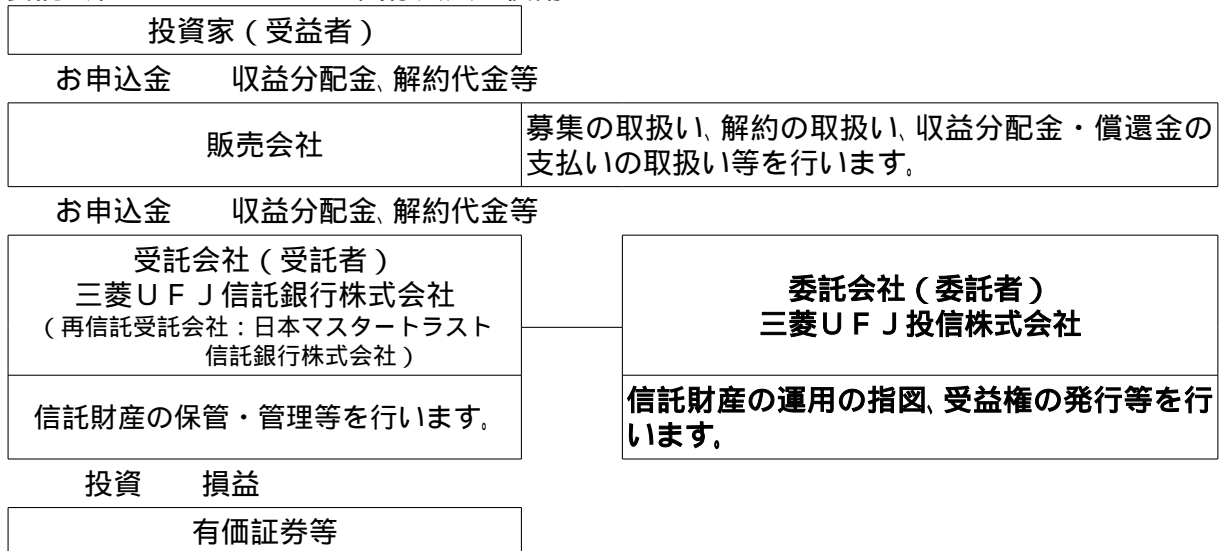 投資家(受益者)
お申込金　収益分配金、解約代金等
販売会社
募集の取扱い、解約の取扱い、収益分配金・償還金の
支払いの取扱い等を行います。
お申込金　収益分配金、解約代金等
受託会社(受託者)
三菱UFJ信託銀行株式会社
(再信託受託会社:日本マスタートラスト
信託銀行株式会社)
委託会社(委託者)
三菱UFJ投信株式会社
信託財産の保管・管理等を行います。
信託財産の運用の指図、受益権の発行等を行
います。
投資　損益
有価証券等